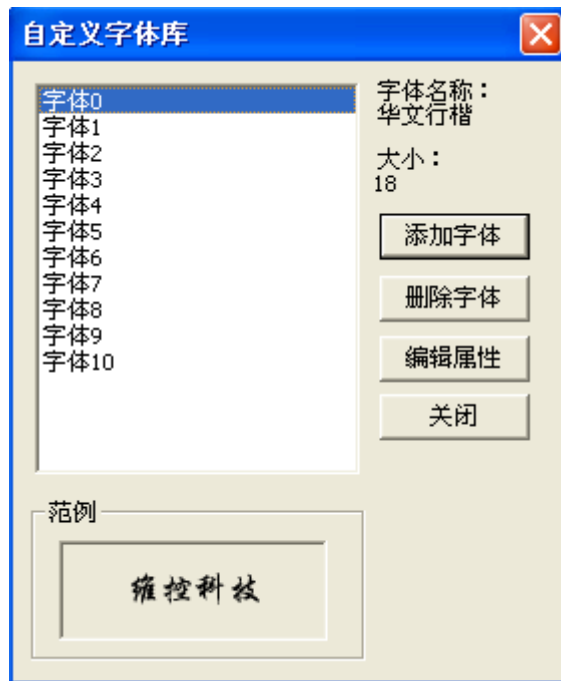 自定义字体库
字体0
字体1
字体2
字体3
字体4
字体5
字体6
字体7
字体8
字体9
字体10
字体名称：
华文行楷
大小：
18
添加字体
删除字体
编辑属性
关闭
范例
维控科技